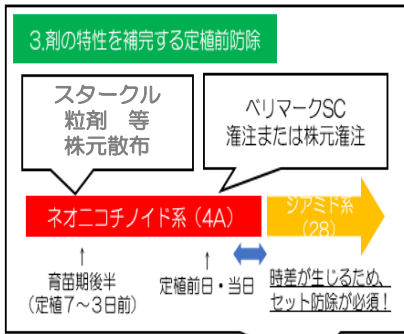 3.剤の特性を補完する定植前防除
スタークル
粒剤 等
株元散布
ベリマークSC
潅注または株元潅注
ネオニコチノイド系(4A)
ジアミド系
(28)
↑
育苗期後半
(定植7~3日前)
↑
定植前日・当日
時差が生じるため、
セット防除が必須!